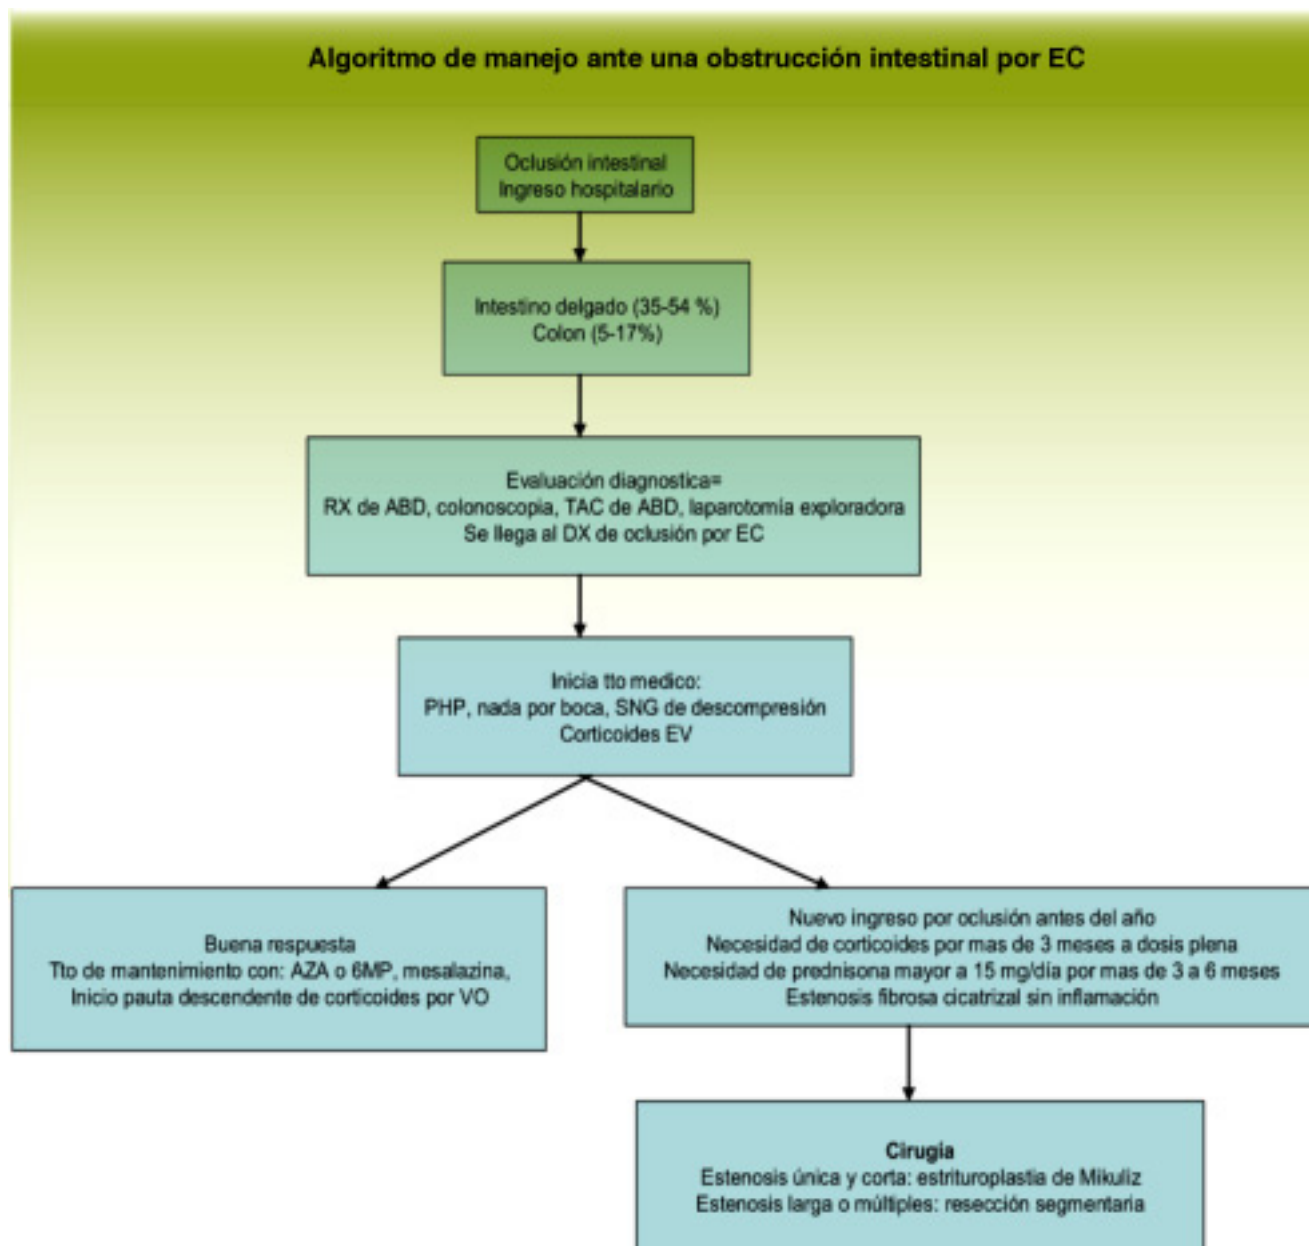 Algoritmo de manejo ante una obstrucción intestinal por EC
Oclusión intestinal
Ingreso hospitalario
Intestino delgado (35-54 %)
Colon (5-17%)
Evaluación diagnostica=
RX de ABD, colonoscopia, TAC de ABD, laparotomía exploradora
Se llega al DX de oclusión por EC
Inicia tto medico:
PHP, nada por boca, SNG de descompresión
Corticoides EV
Buena respuesta
Tto de mantenimiento con: AZA o 6MP, mesalazina,
Inicio pauta descendente de corticoides por VO
Nuevo ingreso por oclusión antes del año
Necesidad de corticoides por mas de 3 meses a dosis plena
Necesidad de prednisona mayor a 15 mg/día por mas de 3 a 6 meses
Estenosis fibrosa cicatrizal sin inflamación
Cirugía
Estenosis única y corta: estrituroplastia de Mikuliz
Estenosis larga o múltiples: resección segmentaria